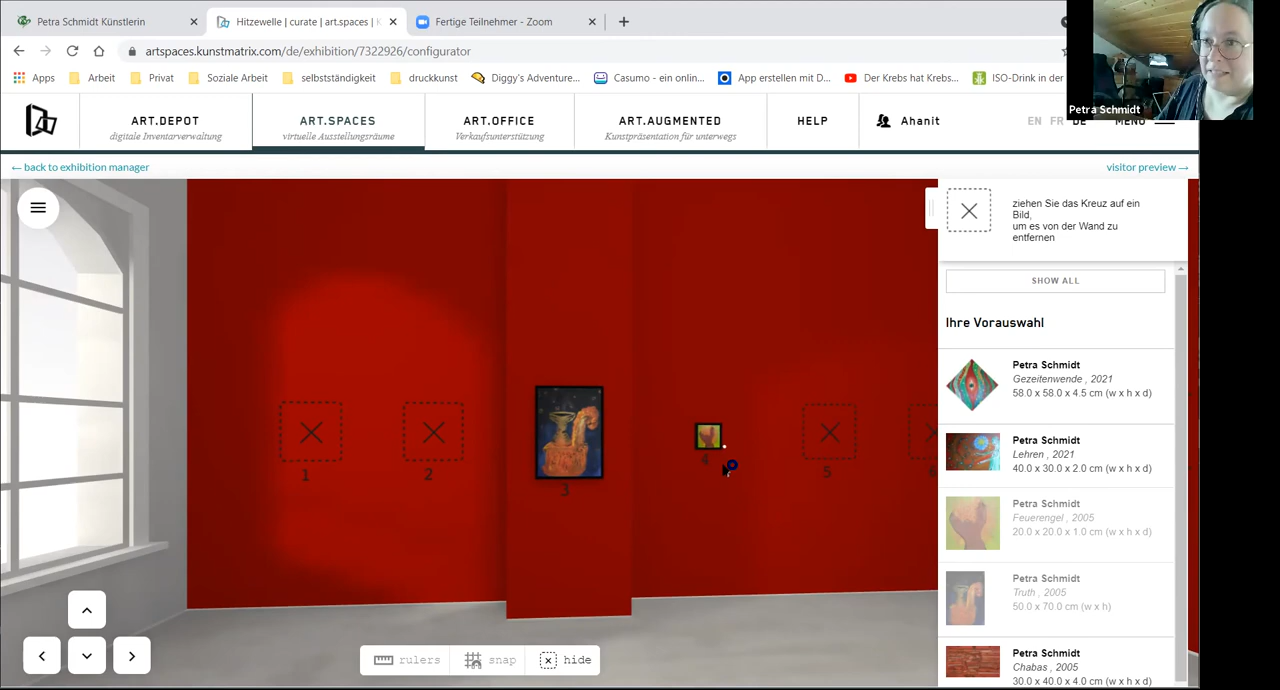 Petra Schmidt Künstlerin
Hitzewelle | curate | art.spaces | K
Fertige Teilnehmer - Zoom
artspaces.kunstmatrix.com/de/exhibition/7322926/configurator
Apps Arbeit Privat Soziale Arbeit selbstständigkeit druckkunst Diggy's Adventure... Casumo - ein onlin... App erstellen mit D... Der Krebs hat Krebs... ISO-Drink in der
Petra Schmidt
ART.DEPOT
digitale Inventarverwaltung
ART.SPACES
virtuelle Ausstellungsräume
ART.OFFICE
Verkaufsunterstützung
ART.AUGMENTED
Kunstpräsentation für unterwegs
HELP
Ahanit
EN FR DE MENU
← back to exhibition manager
visitor preview →
ziehen Sie das Kreuz auf ein
Bild,
um es von der Wand zu
entfernen
SHOW ALL
Ihre Vorauswahl
Petra Schmidt
Gezeitenwende , 2021
58.0 x 58.0 x 4.5 cm (w x h x d)
Petra Schmidt
Lehren , 2021
40.0 x 30.0 x 2.0 cm (w x h x d)
Petra Schmidt
Feuerengel , 2005
20.0 x 20.0 x 1.0 cm (w x h x d)
Petra Schmidt
Truth , 2005
50.0 x 70.0 cm (w x h)
Petra Schmidt
Chabas , 2005
30.0 x 40.0 x 4.0 cm (w x h x d)
1
2
3
4
5
6
rulers snap hide